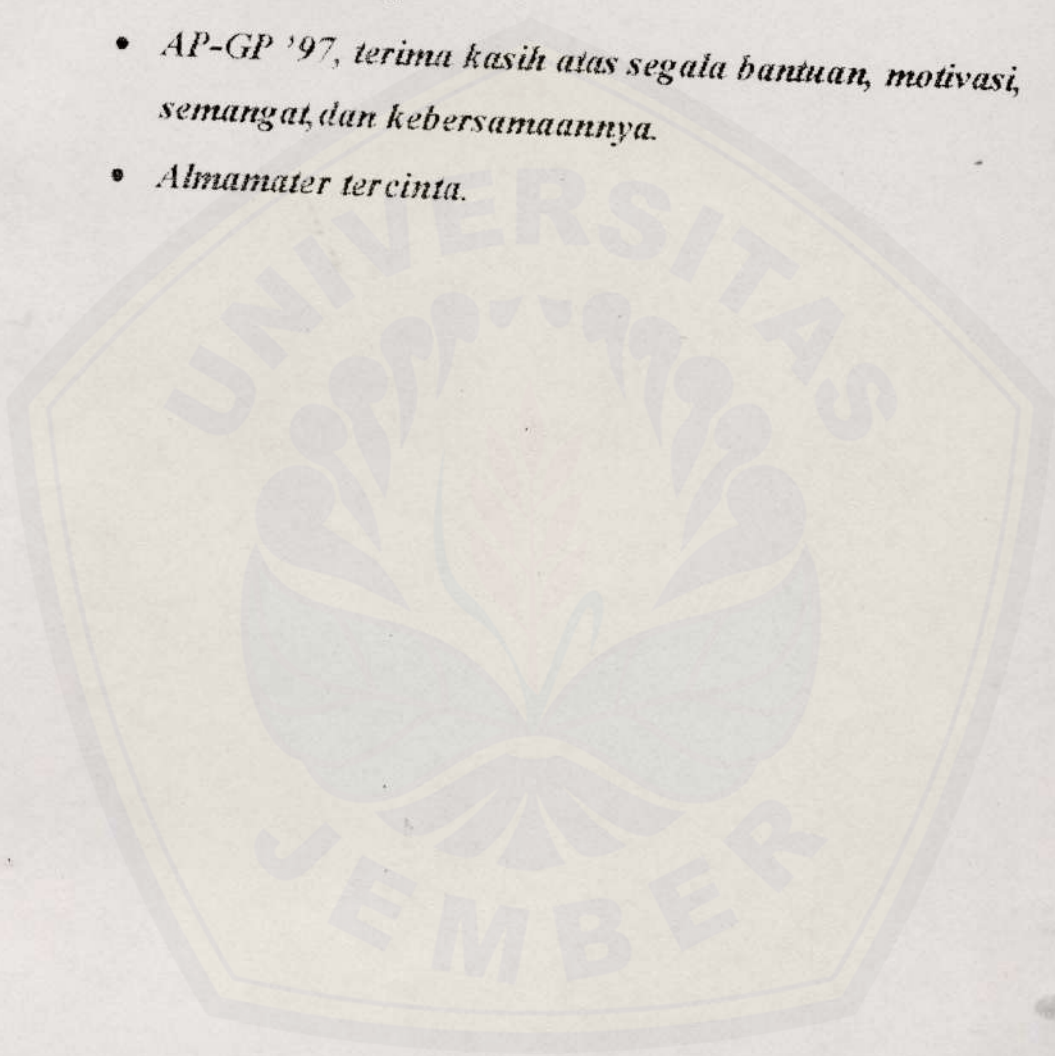 • AP-GP ’97, terima kasih atas segala bantuan, motivasi,
semangat, dan kebersamaannya.
• Almamater tercinta.
UNIVERSITAS
JEMBER